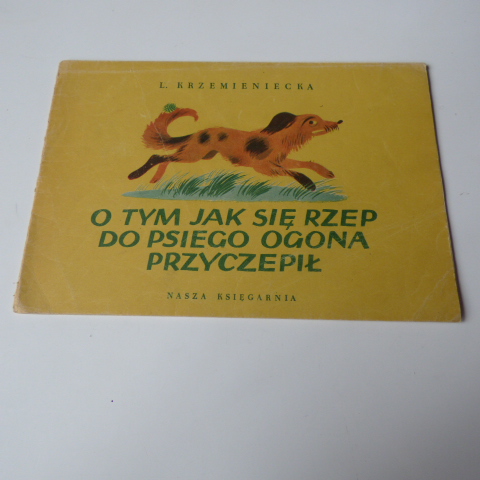 L. KRZEMIENIECKA
O TYM JAK SIĘ RZEP
DO PSIEGO OGONA
PRZYCZEPIŁ
NASZA KSIĘGARNIA